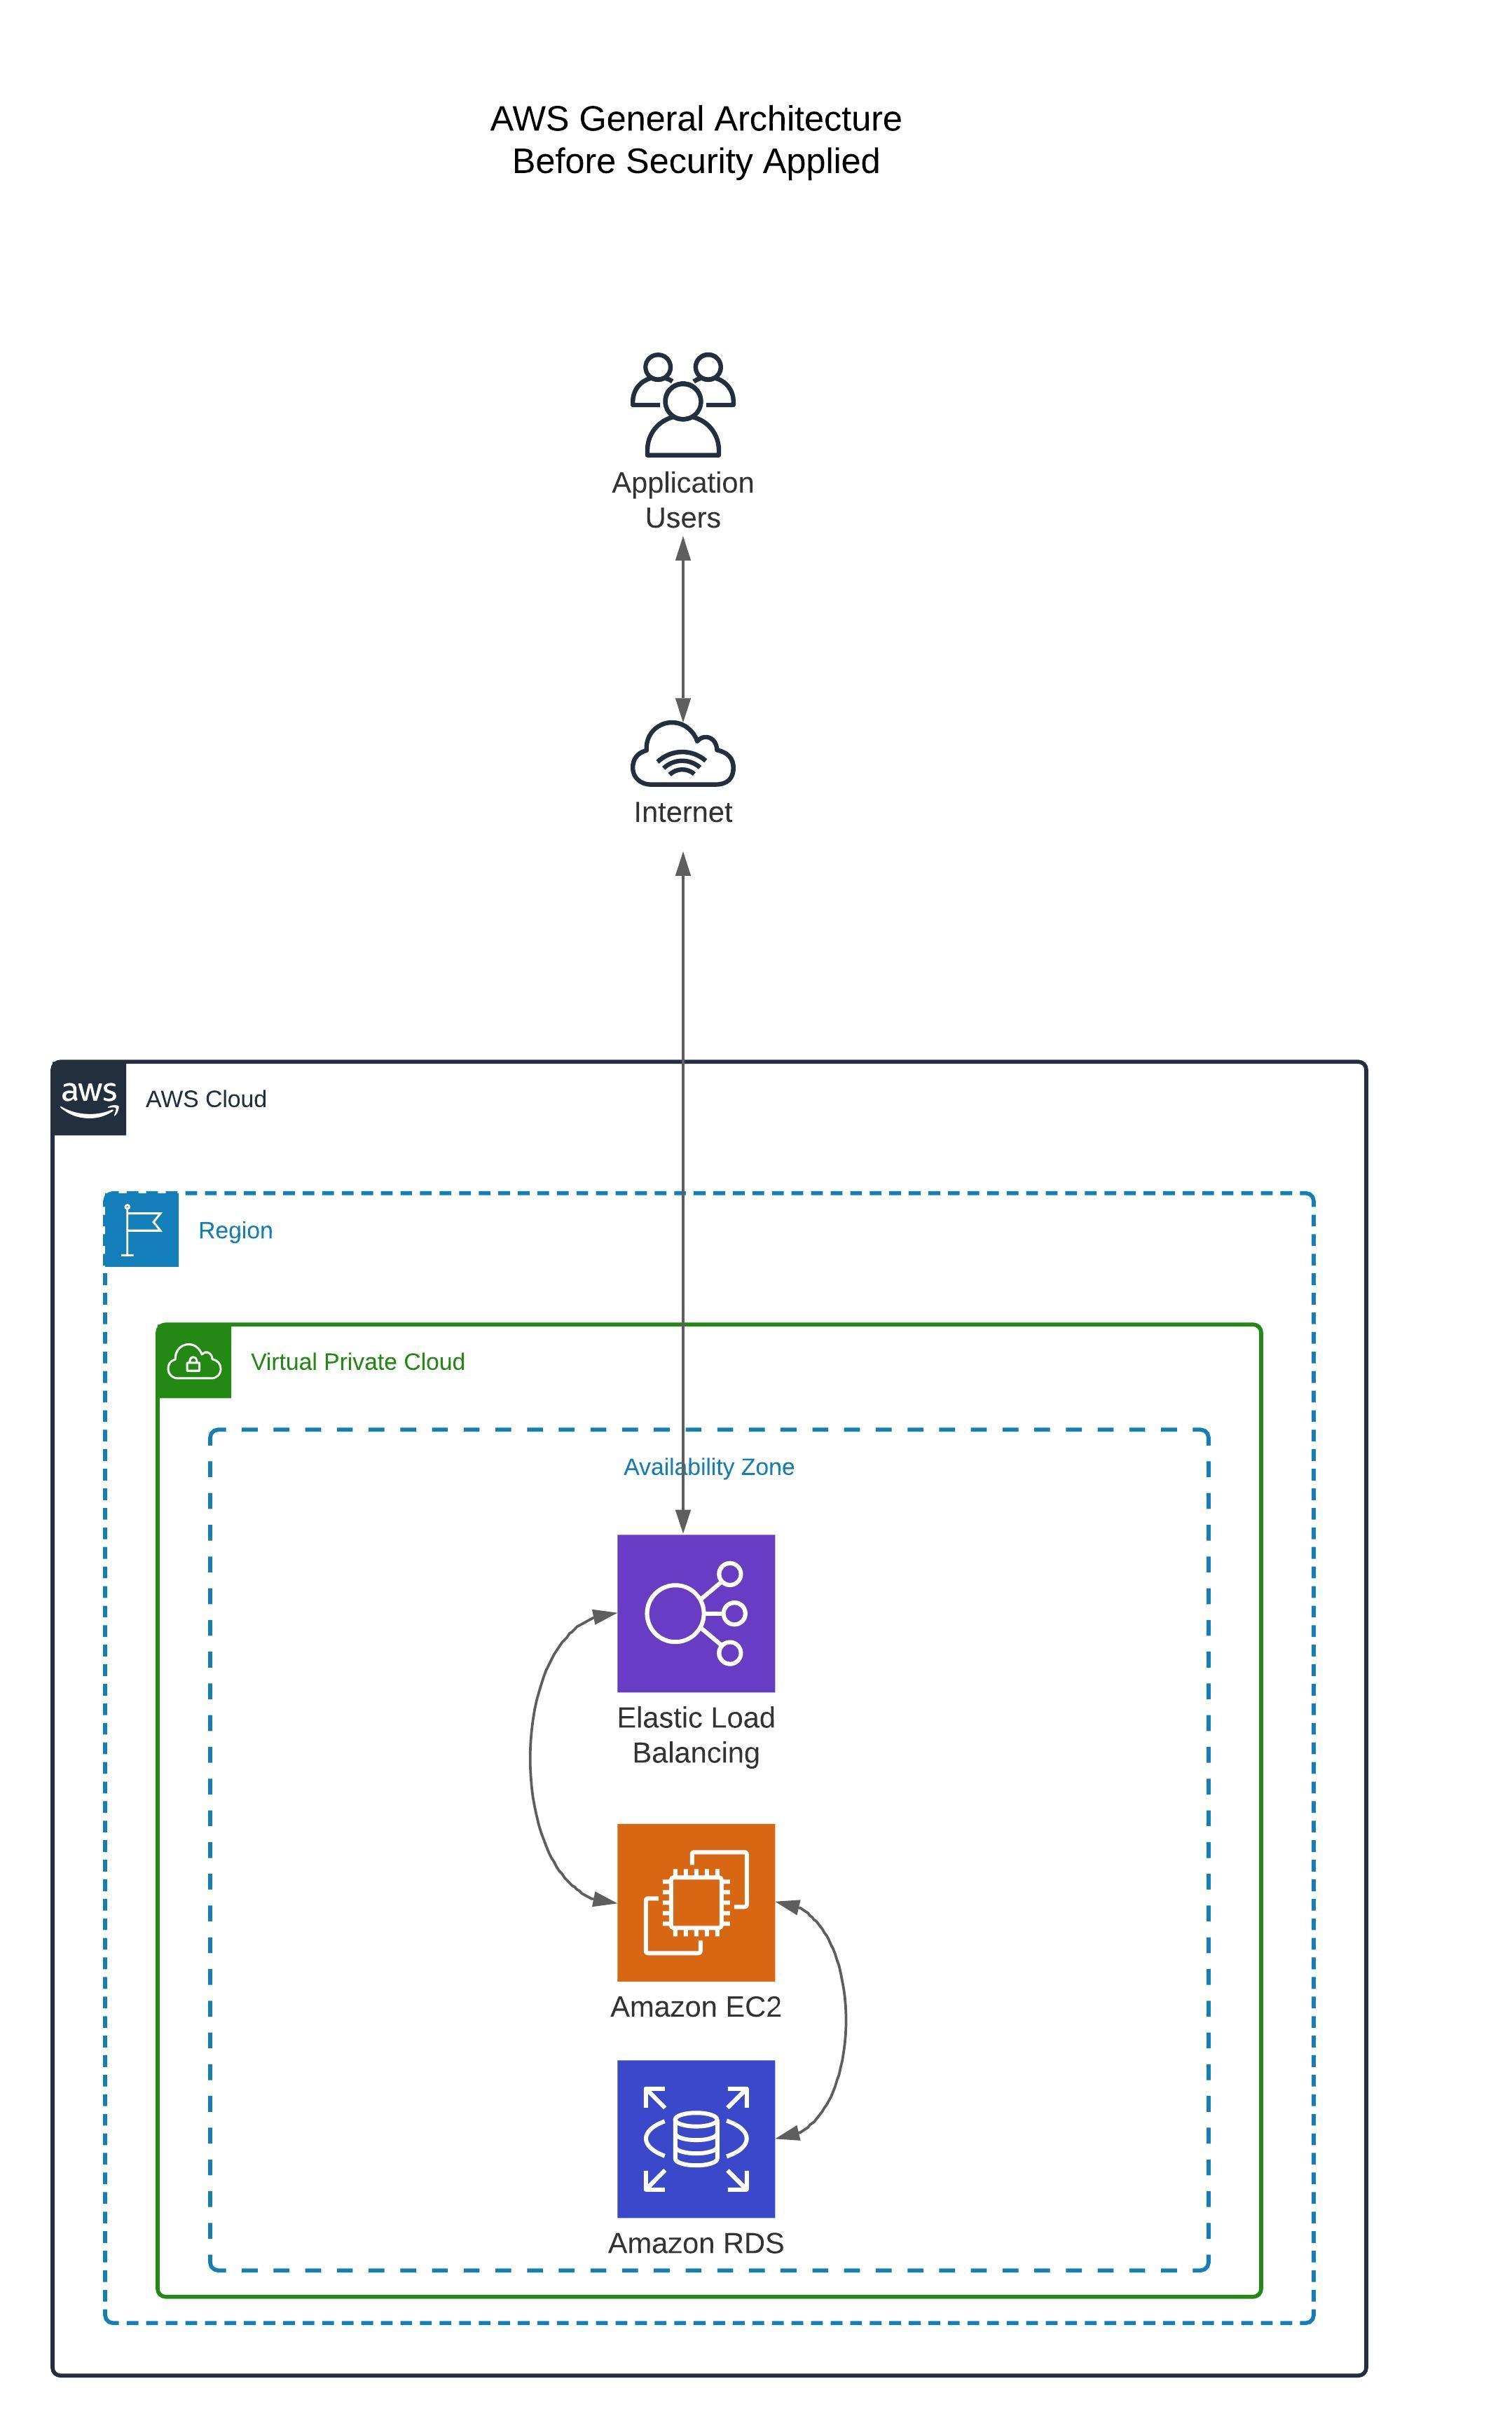 AWS General Architecture
Before Security Applied
Application
Users
Internet
aws
AWS Cloud
Region
Virtual Private Cloud
Availability Zone
Elastic Load
Balancing
Amazon EC2
Amazon RDS